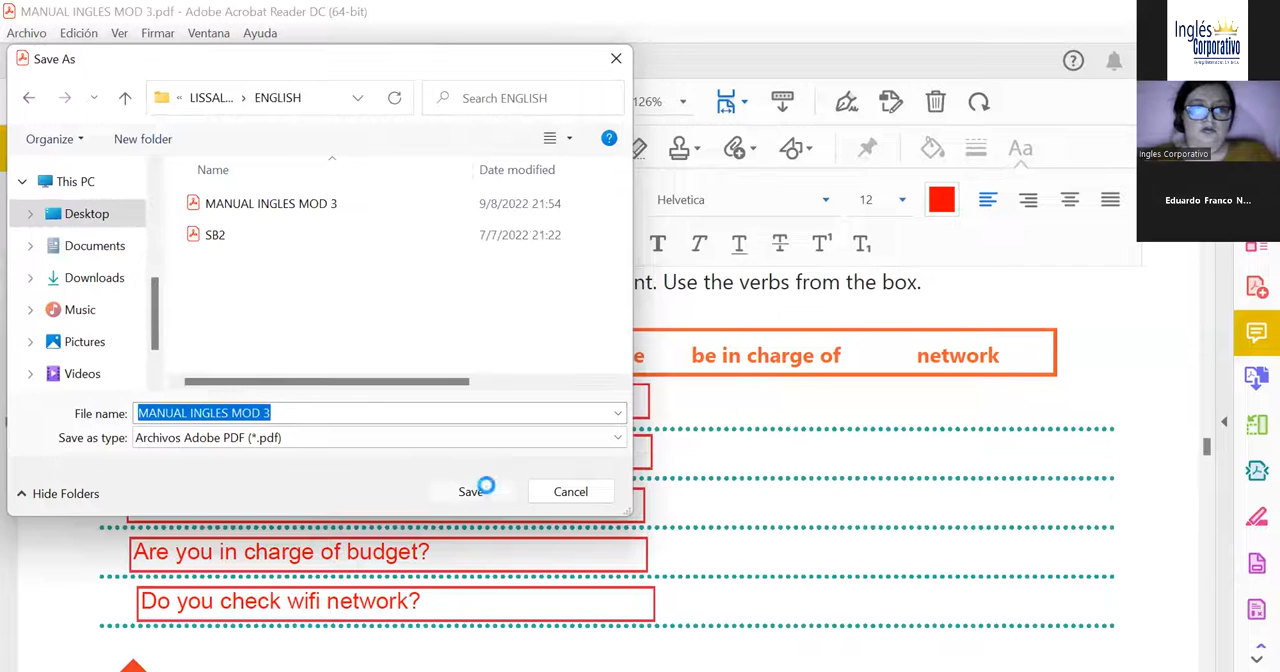 MANUAL INGLES MOD 3.pdf - Adobe Acrobat Reader DC (64-bit)
Archivo Edición Ver Firmar Ventana Ayuda
Save As
« LISSAL... › ENGLISH
Search ENGLISH
Organize
New folder
Name
Date modified
This PC
Desktop
Documents
Downloads
Music
Pictures
Videos
MANUAL INGLES MOD 3
9/8/2022 21:54
SB2
7/7/2022 21:22
File name:
MANUAL INGLES MOD 3
Save as type:
Archivos Adobe PDF (*.pdf)
Hide Folders
Save
Cancel
126%
Aa
Helvetica
12
T T T T T¹ T₁
nt. Use the verbs from the box.
e be in charge of network
Are you in charge of budget?
Do you check wifi network?
Inglés
Corporativo
Ingles Corporativo
Eduardo Franco N...